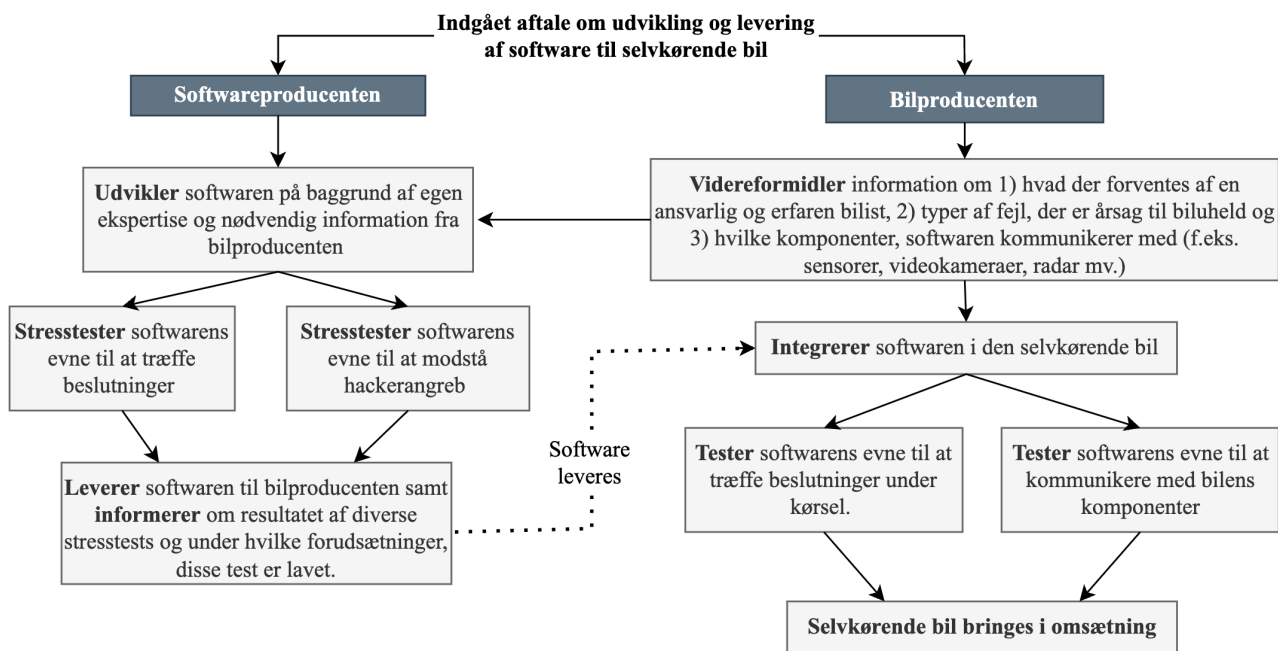 Indgået aftale om udvikling og levering
af software til selvkørende bil
Softwareproducenten
Bilproducenten
Udvikler softwaren på baggrund af egen
ekspertise og nødvendig information fra
bilproducenten
Videreformidler information om 1) hvad der forventes af en
ansvarlig og erfaren bilist, 2) typer af fejl, der er årsag til biluheld og
3) hvilke komponenter, softwaren kommunikerer med (f.eks.
sensorer, videokameraer, radar mv.)
Stresstester softwarens
evne til at træffe
beslutninger
Stresstester softwarens
evne til at modstå
hackerangreb
Integrerer softwaren i den selvkørende bil
Software
leveres
Leverer softwaren til bilproducenten samt
informerer om resultatet af diverse
stresstests og under hvilke forudsætninger,
disse test er lavet.
Tester softwarens evne til at
træffe beslutninger under
kørsel.
Tester softwarens evne til at
kommunikere med bilens
komponenter
Selvkørende bil bringes i omsætning